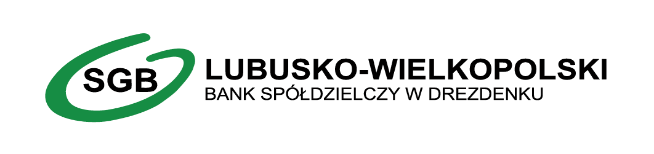 SGB
LUBUSKO-WIELKOPOLSKI
BANK SPÓŁDZIELCZY W DREZDENKU